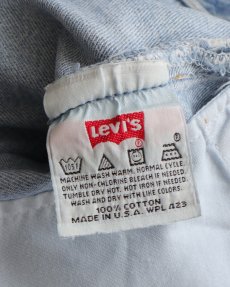 Levi's
MACHINE WASH WARM, NORMAL CYCLE.
ONLY NON-CHLORINE BLEACH IF NEEDED.
TUMBLE DRY HOT, HOT IRON IF NEEDED.
WASH AND DRY WITH LIKE COLORS.
100% COTTON
MADE IN U.S.A. WPL 423